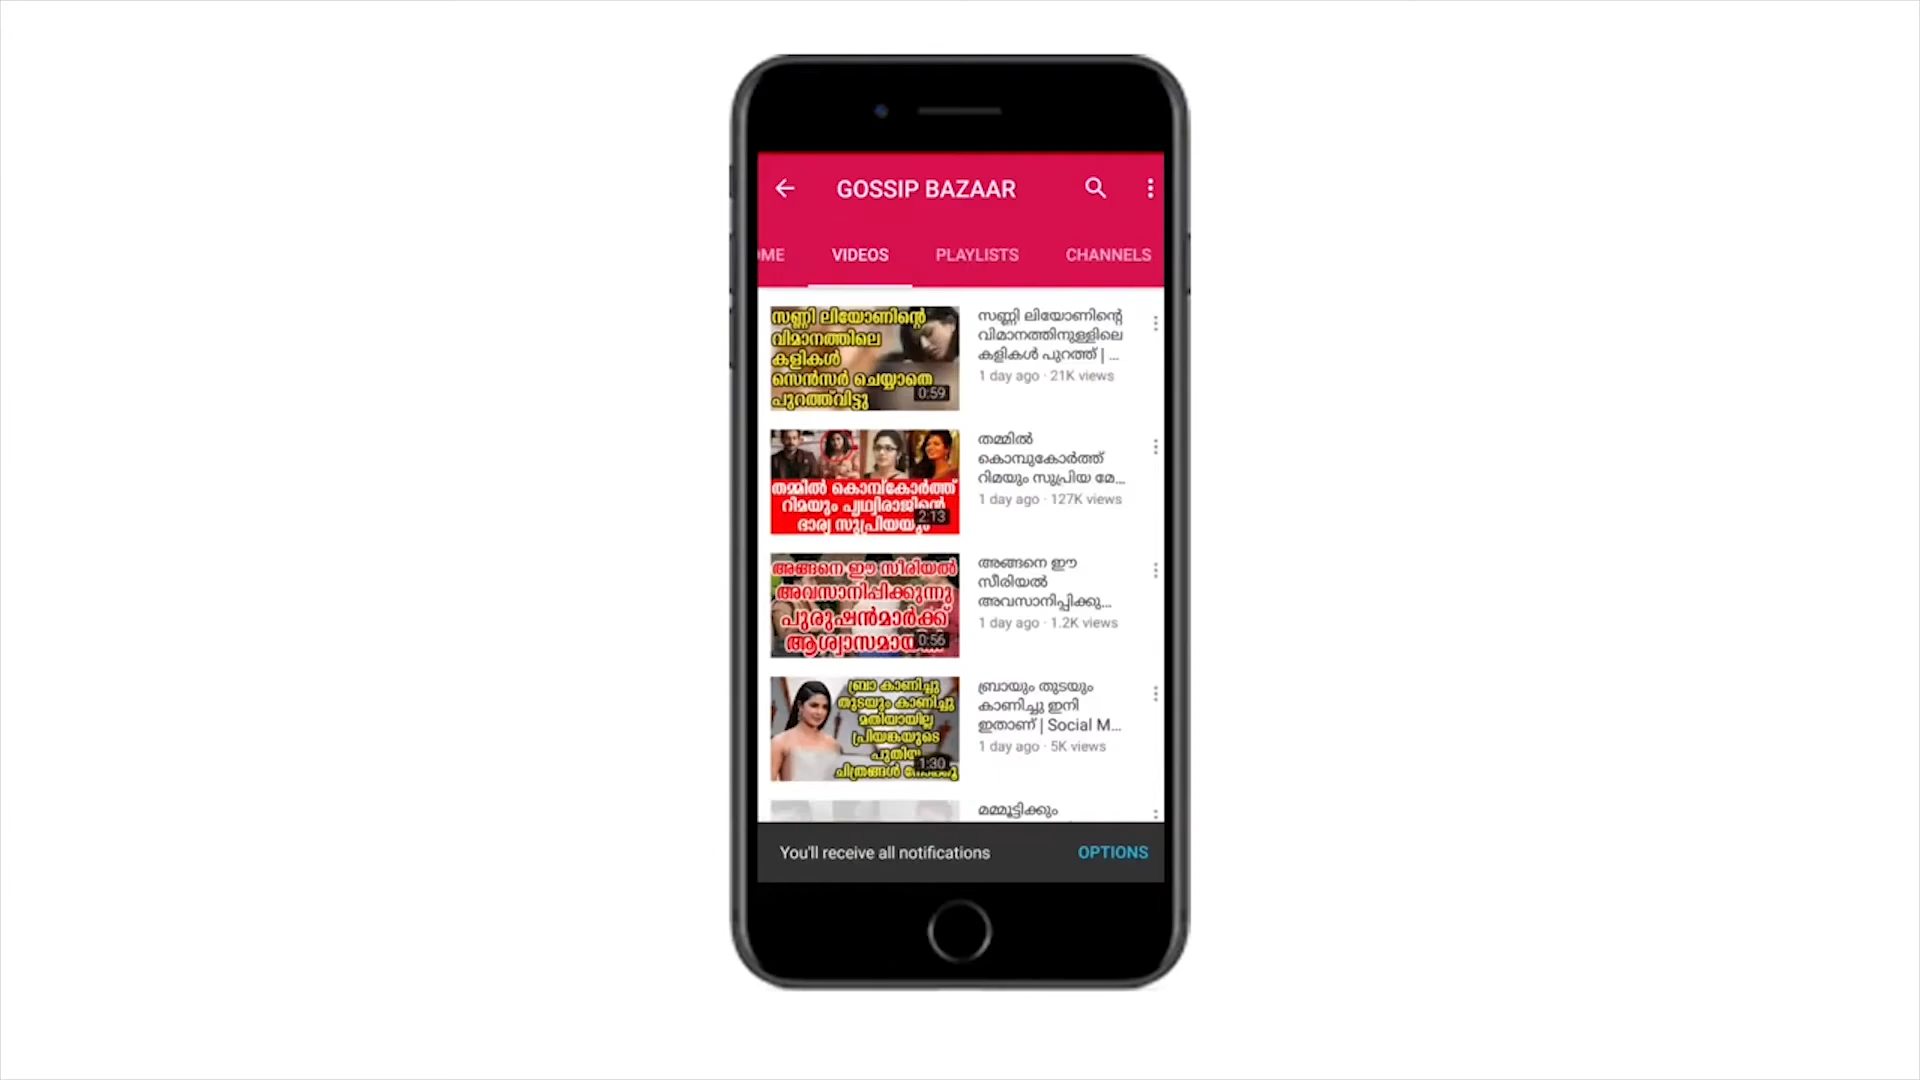 GOSSIP BAZAAR
OME VIDEOS PLAYLISTS CHANNELS
സണ്ണി ലിയോണിന്റെ
വിമാനത്തിലെ
കളികൾ
സെൻസർ ചെയ്യാതെ
പുറത്ത്‌വിട്ടു
0:59
സണ്ണി ലിയോണിന്റെ
വിമാനത്തിനുള്ളിലെ
കളികൾ പുറത്ത് | ...
1 day ago · 21K views
തമ്മിൽ കൊമ്പ്കോർത്ത്
റിമയും പൃഥ്വിരാജിന്റെ
ഭാര്യ സുപ്രിയയും
2:13
തമ്മിൽ
കൊമ്പുകോർത്ത്
റിമയും സുപ്രിയ മേ...
1 day ago · 127K views
അങ്ങനെ ഈ സീരിയൽ
അവസാനിപ്പിക്കുന്നു
പുരുഷൻമാർക്ക്
0:56
അങ്ങനെ ഈ
സീരിയൽ
അവസാനിപ്പിക്കു...
1 day ago · 1.2K views
ബ്രാ കാണിച്ചു
തുടയും കാണിച്ചു
മതിയായില്ല
പ്രിയങ്കയുടെ
പുതിയ
ചിത്രങ്ങൾ
1:30
ബ്രായും തുടയും
കാണിച്ചു ഇനി
ഇതാണ് | Social M...
1 day ago · 5K views
മമ്മൂട്ടിക്കും
You'll receive all notifications OPTIONS